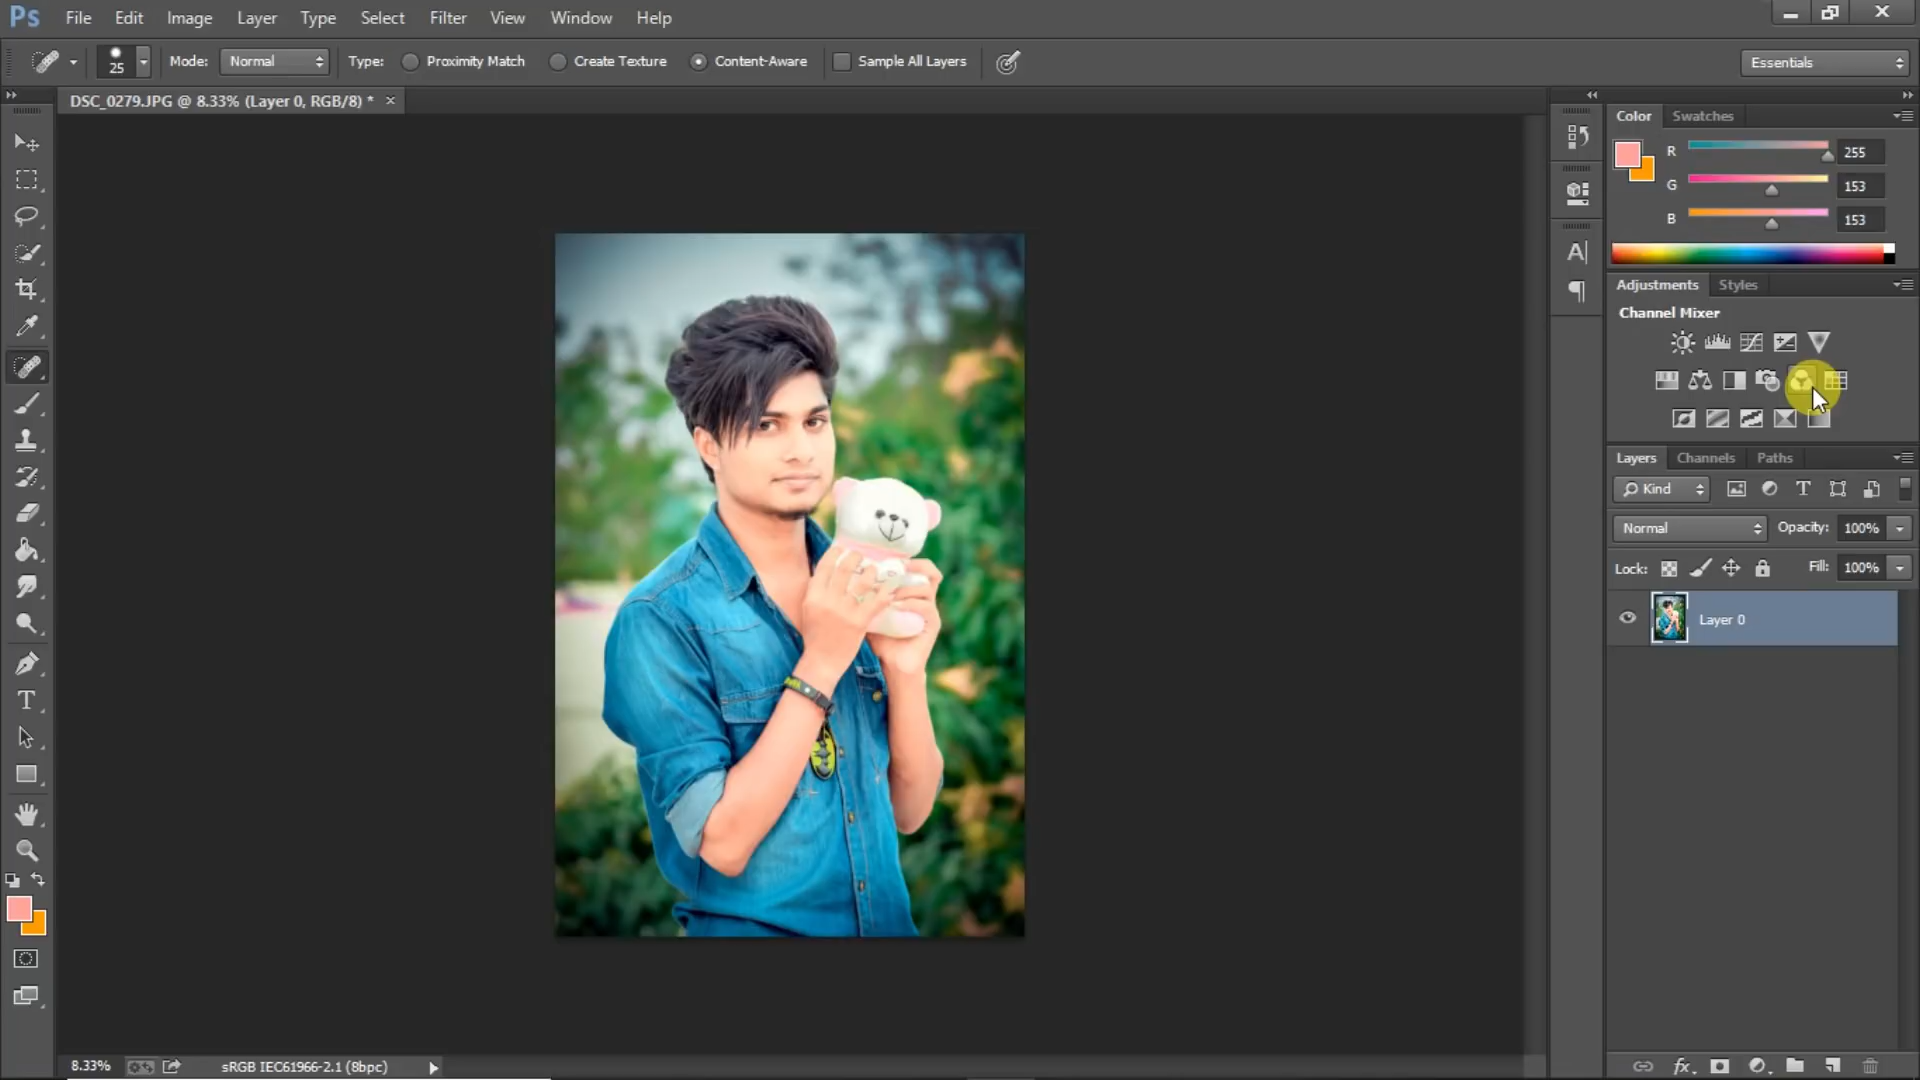 Ps File Edit Image Layer Type Select Filter View Window Help
25 Mode: Normal Type: Proximity Match Create Texture Content-Aware Sample All Layers Essentials
DSC_0279.JPG @ 8.33% (Layer 0, RGB/8) * ×
Color Swatches
R 255
G 153
B 153
Adjustments Styles
Channel Mixer
Layers Channels Paths
Kind
Normal Opacity: 100%
Lock: Fill: 100%
Layer 0
8.33% sRGB IEC61966-2.1 (8bpc)